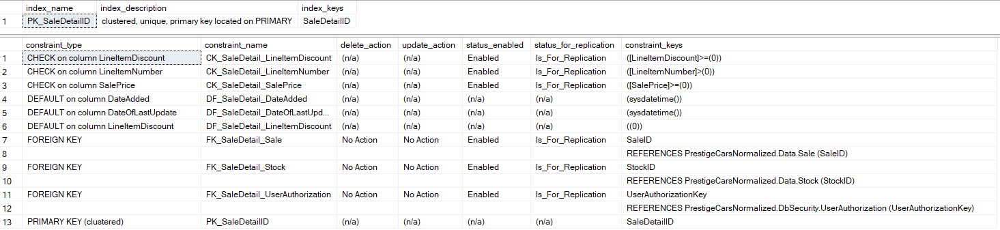 index_name index_description index_keys
1 PK_SaleDetailID clustered, unique, primary key located on PRIMARY SaleDetailID
constraint_type constraint_name delete_action update_action status_enabled status_for_replication constraint_keys
1 CHECK on column LineItemDiscount CK_SaleDetail_LineItemDiscount (n/a) (n/a) Enabled Is_For_Replication ([LineItemDiscount]>=(0))
2 CHECK on column LineItemNumber CK_SaleDetail_LineItemNumber (n/a) (n/a) Enabled Is_For_Replication ([LineItemNumber]>(0))
3 CHECK on column SalePrice CK_SaleDetail_SalePrice (n/a) (n/a) Enabled Is_For_Replication ([SalePrice]>=(0))
4 DEFAULT on column DateAdded DF_SaleDetail_DateAdded (n/a) (n/a) (n/a) (n/a) (sysdatetime())
5 DEFAULT on column DateOfLastUpdate DF_SaleDetail_DateOfLastUpd... (n/a) (n/a) (n/a) (n/a) (sysdatetime())
6 DEFAULT on column LineItemDiscount DF_SaleDetail_LineItemDiscount (n/a) (n/a) (n/a) (n/a) ((0))
7 FOREIGN KEY FK_SaleDetail_Sale No Action No Action Enabled Is_For_Replication SaleID
8 REFERENCES PrestigeCarsNormalized.Data.Sale (SaleID)
9 FOREIGN KEY FK_SaleDetail_Stock No Action No Action Enabled Is_For_Replication StockID
10 REFERENCES PrestigeCarsNormalized.Data.Stock (StockID)
11 FOREIGN KEY FK_SaleDetail_UserAuthorization No Action No Action Enabled Is_For_Replication UserAuthorizationKey
12 REFERENCES PrestigeCarsNormalized.DbSecurity.UserAuthorization (UserAuthorizationKey)
13 PRIMARY KEY (clustered) PK_SaleDetailID (n/a) (n/a) (n/a) (n/a) SaleDetailID